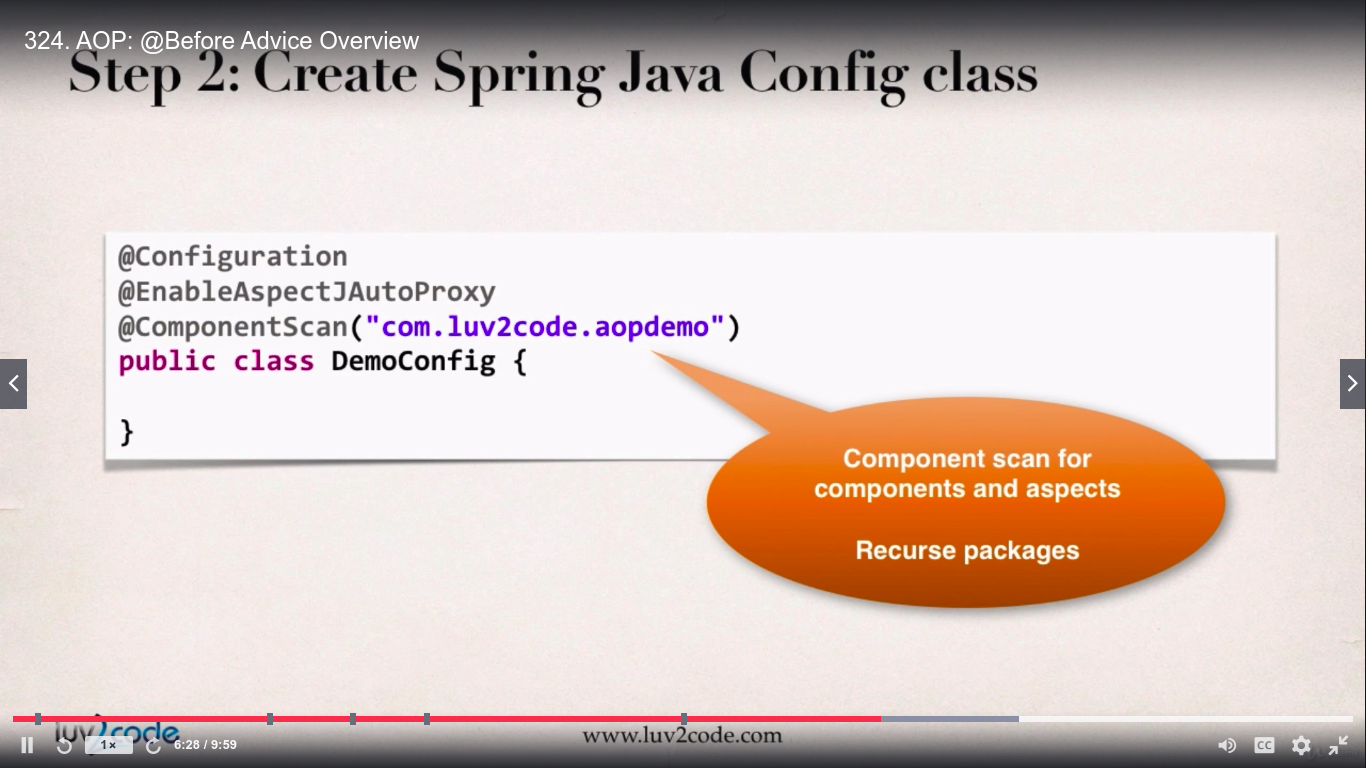 324. AOP: @Before Advice Overview
Step 2: Create Spring Java Config class
@Configuration
@EnableAspectJAutoProxy
@ComponentScan("com.luv2code.aopdemo")
public class DemoConfig {
}
Component scan for
components and aspects
Recurse packages
luv2code
www.luv2code.com
1×
6:28 / 9:59
CC